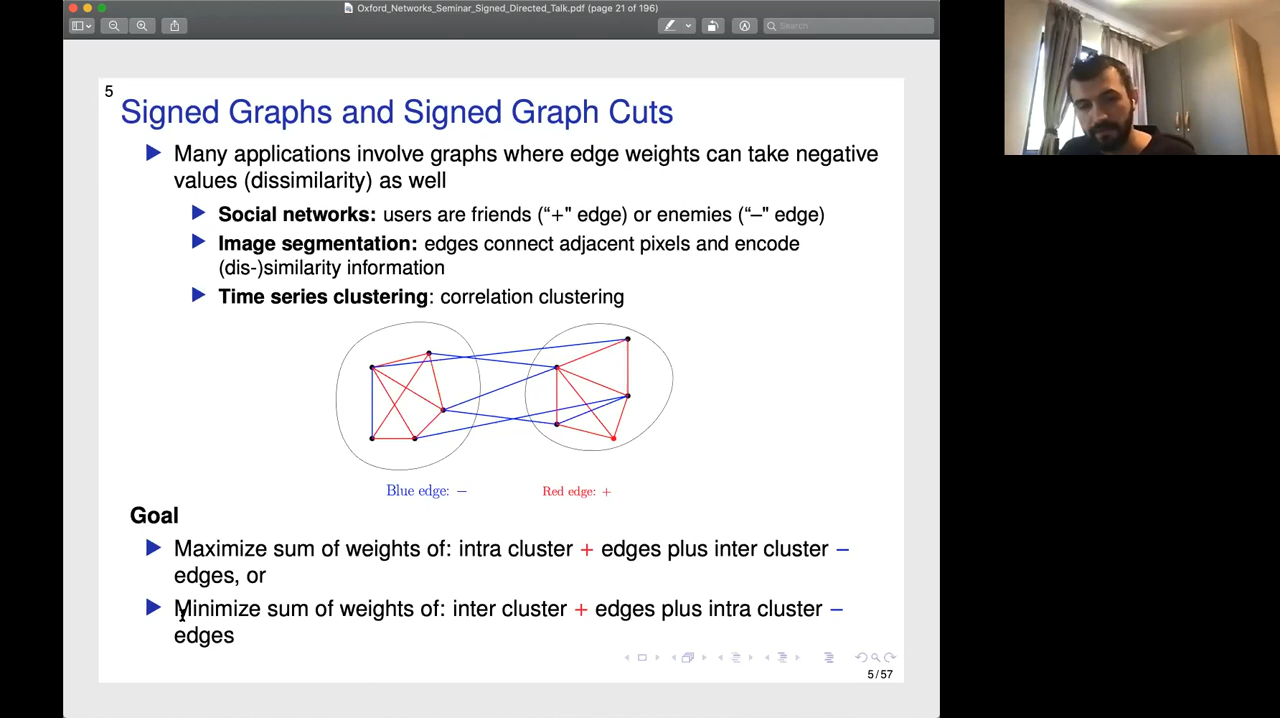 Oxford_Networks_Seminar_Signed_Directed_Talk.pdf (page 21 of 196)
Search
5
Signed Graphs and Signed Graph Cuts
Many applications involve graphs where edge weights can take negative
values (dissimilarity) as well
Social networks: users are friends (“+" edge) or enemies (“–" edge)
Image segmentation: edges connect adjacent pixels and encode
(dis-)similarity information
Time series clustering: correlation clustering
Blue edge: − Red edge: +
Goal
Maximize sum of weights of: intra cluster + edges plus inter cluster −
edges, or
Minimize sum of weights of: inter cluster + edges plus intra cluster −
edges
5/57